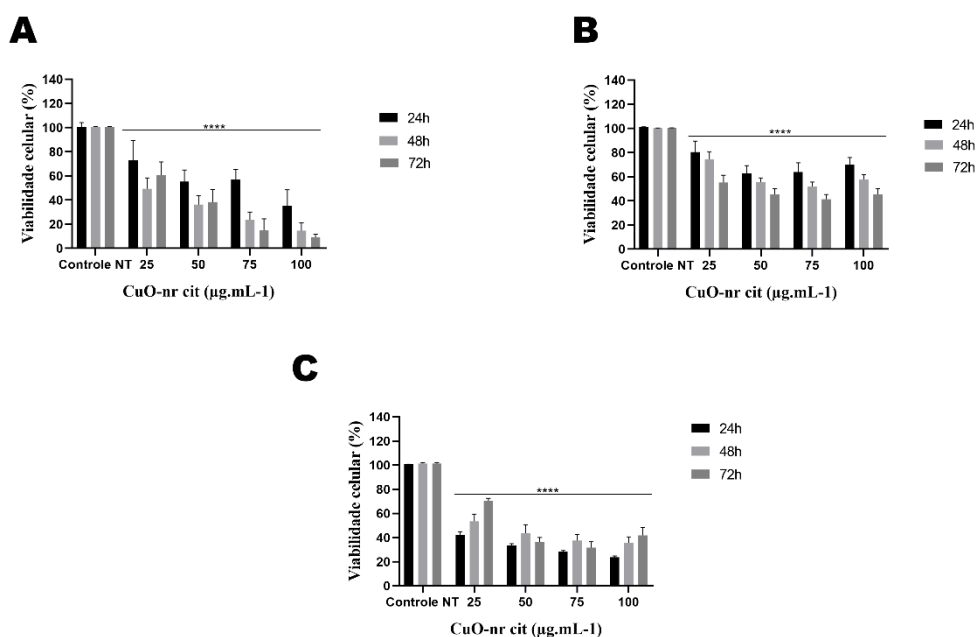 A
Viabilidade celular (%)
140
120
100
80
60
40
20
0
****
Controle NT 25 50 75 100
CuO-nr cit (µg.mL-1)
24h
48h
72h
B
Viabilidade celular (%)
140
120
100
80
60
40
20
0
****
Controle NT 25 50 75 100
CuO-nr cit (µg.mL-1)
24h
48h
72h
C
Viabilidade celular (%)
140
120
100
80
60
40
20
0
****
Controle NT 25 50 75 100
CuO-nr cit (µg.mL-1)
24h
48h
72h